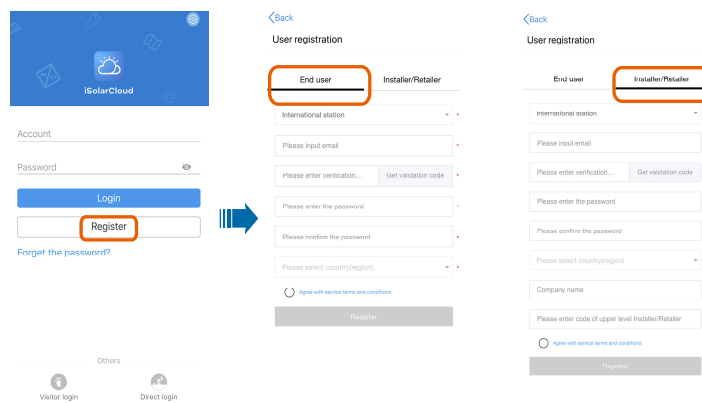 iSolarCloud
Account
Password
Login
Register
Forget the password?
Others
Visitor login
Direct login
Back
User registration
End user
Installer/Retailer
International station
*
Please input email
*
Please enter verification...
Get validation code
*
Please enter the password
*
Please confirm the password
*
Please select country(region)
*
Agree with service terms and conditions
Register
Back
User registration
End user
Installer/Retailer
International station
Please input email
Please enter verification...
Get validation code
Please enter the password
Please confirm the password
Please select country(region)
Company name
Please enter code of upper level Installer/Retailer
Agree with service terms and conditions
Register